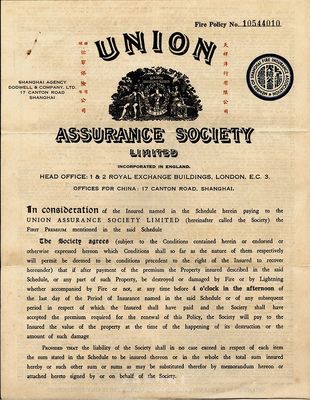 Fire Policy No. 10544010
UNION
SHANGHAI AGENCY
DODWELL & COMPANY. LTD.
17 CANTON ROAD
SHANGHAI
ASSURANCE SOCIETY
LIMITED
INCORPORATED IN ENGLAND.
HEAD OFFICE: 1 & 2 ROYAL EXCHANGE BUILDINGS, LONDON, E.C. 3.
OFFICES FOR CHINA: 17 CANTON ROAD, SHANGHAI.
In consideration of the Insured named in the Schedule hereto paying to the
UNION ASSURANCE SOCIETY LIMITED (hereinafter called the Society) the
FIRST PREMIUM mentioned in the said Schedule
The Society agrees (subject to the Conditions contained herein or endorsed or
otherwise expressed hereon which Conditions shall so far as the nature of them respectively
will permit be deemed to be conditions precedent to the right of the Insured to recover
hereunder) that if after payment of the premium the Property insured described in the said
Schedule, or any part of such Property, be destroyed or damaged by Fire or by Lightning
whether accompanied by Fire or not, at any time before 4 o'clock in the afternoon of
the last day of the Period of Insurance named in the said Schedule or of any subsequent
period in respect of which the Insured shall have paid and the Society shall have
accepted the premium required for the renewal of this Policy, the Society will pay to the
Insured the value of the property at the time of the happening of its destruction or the
amount of such damage
PROVIDED THAT the liability of the Society shall in no case exceed in respect of each item
the sum stated in the Schedule to be insured thereon or in the whole the total sum insured
hereby or such other sum or sums as may be substituted therefor by memorandum hereon or
attached hereto signed by or on behalf of the Society.